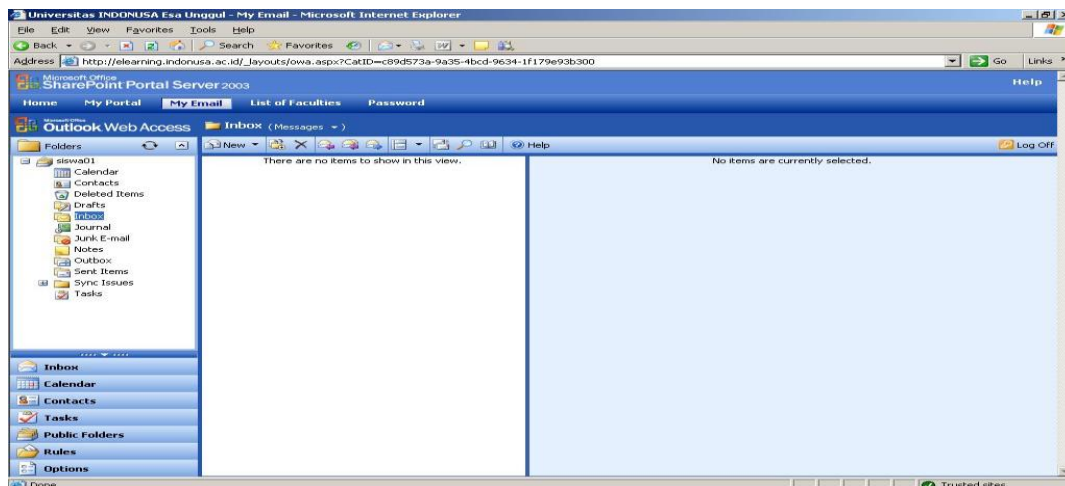 Universitas INDONUSA Esa Unggul - My Email - Microsoft Internet Explorer
File Edit View Favorites Tools Help
Back Search Favorites
Address http://elearning.indonusa.ac.id/_layouts/owa.aspx?CatID=c89d573a-9a35-4bcd-9634-1f179e93b300 Go Links
Microsoft Office
SharePoint Portal Server 2003 Help
Home My Portal My Email List of Faculties Password
Microsoft Office
Outlook Web Access Inbox (Messages)
Folders New Help Log Off
siswa01 There are no items to show in this view. No items are currently selected.
Calendar
Contacts
Deleted Items
Drafts
Inbox
Journal
Junk E-mail
Notes
Outbox
Sent Items
Sync Issues
Tasks
Inbox
Calendar
Contacts
Tasks
Public Folders
Rules
Options
Done Trusted sites